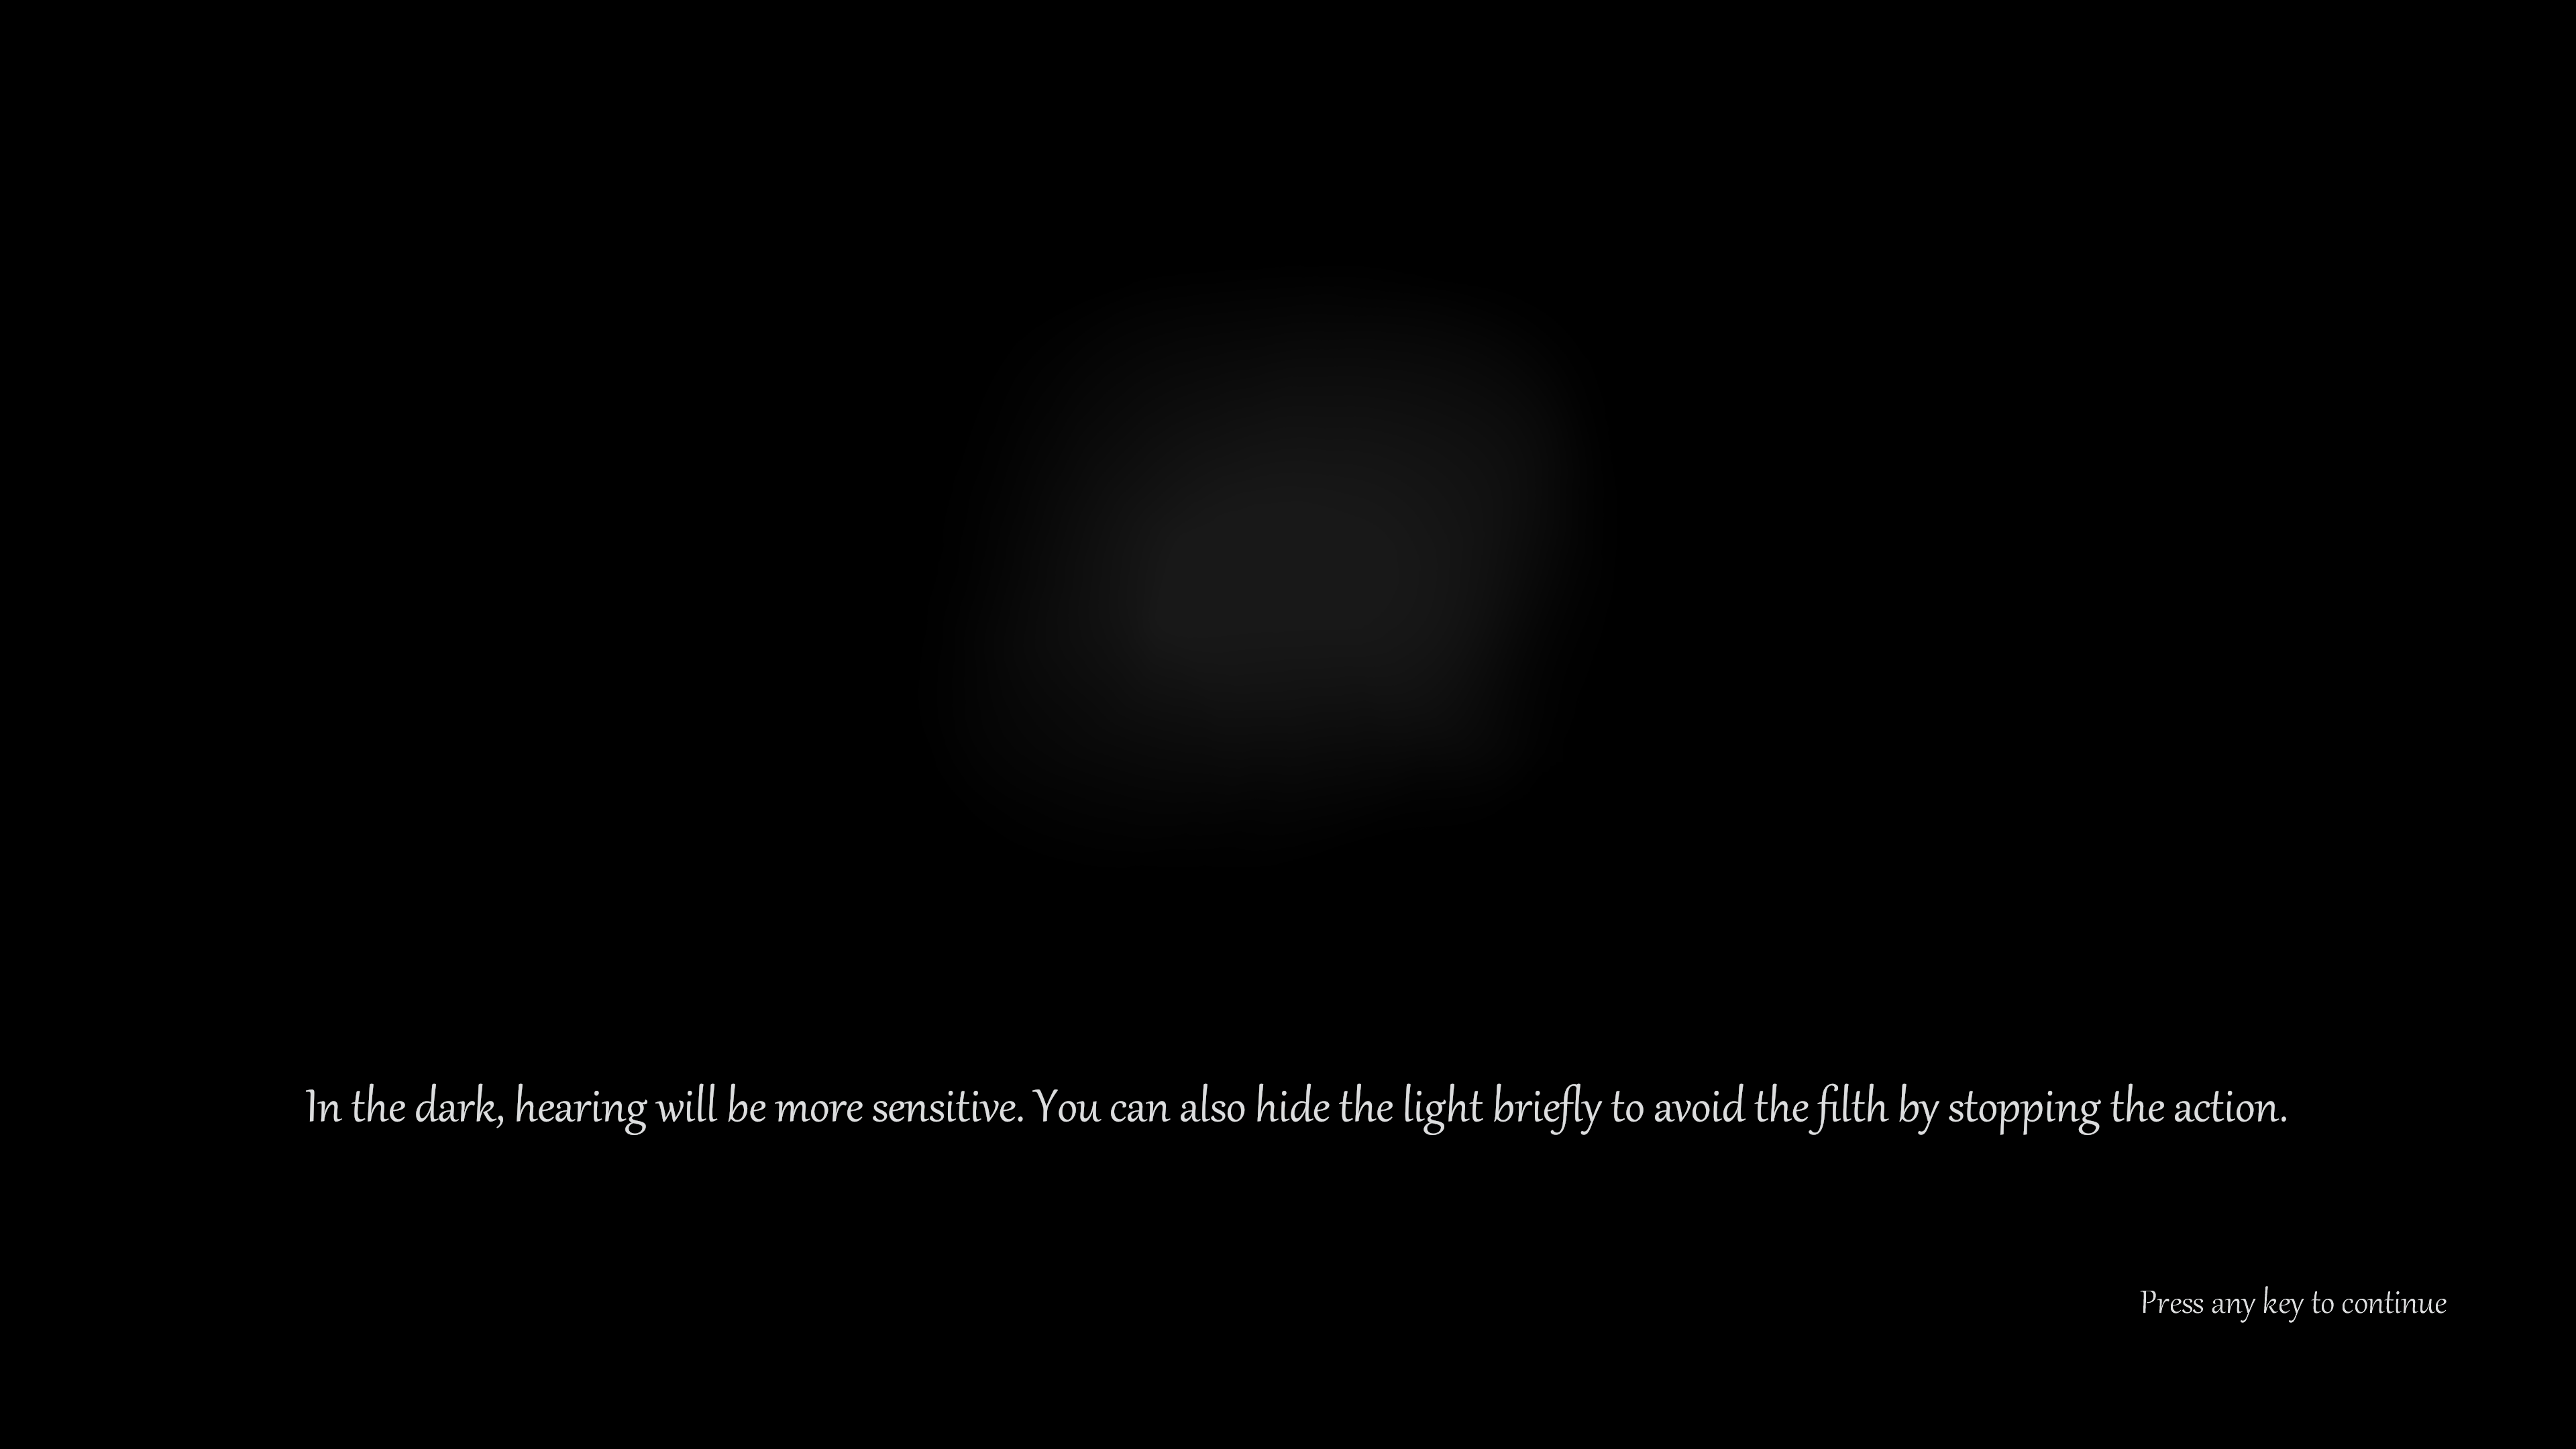 In the dark, hearing will be more sensitive. You can also hide the light briefly to avoid the filth by stopping the action.
Press any key to continue